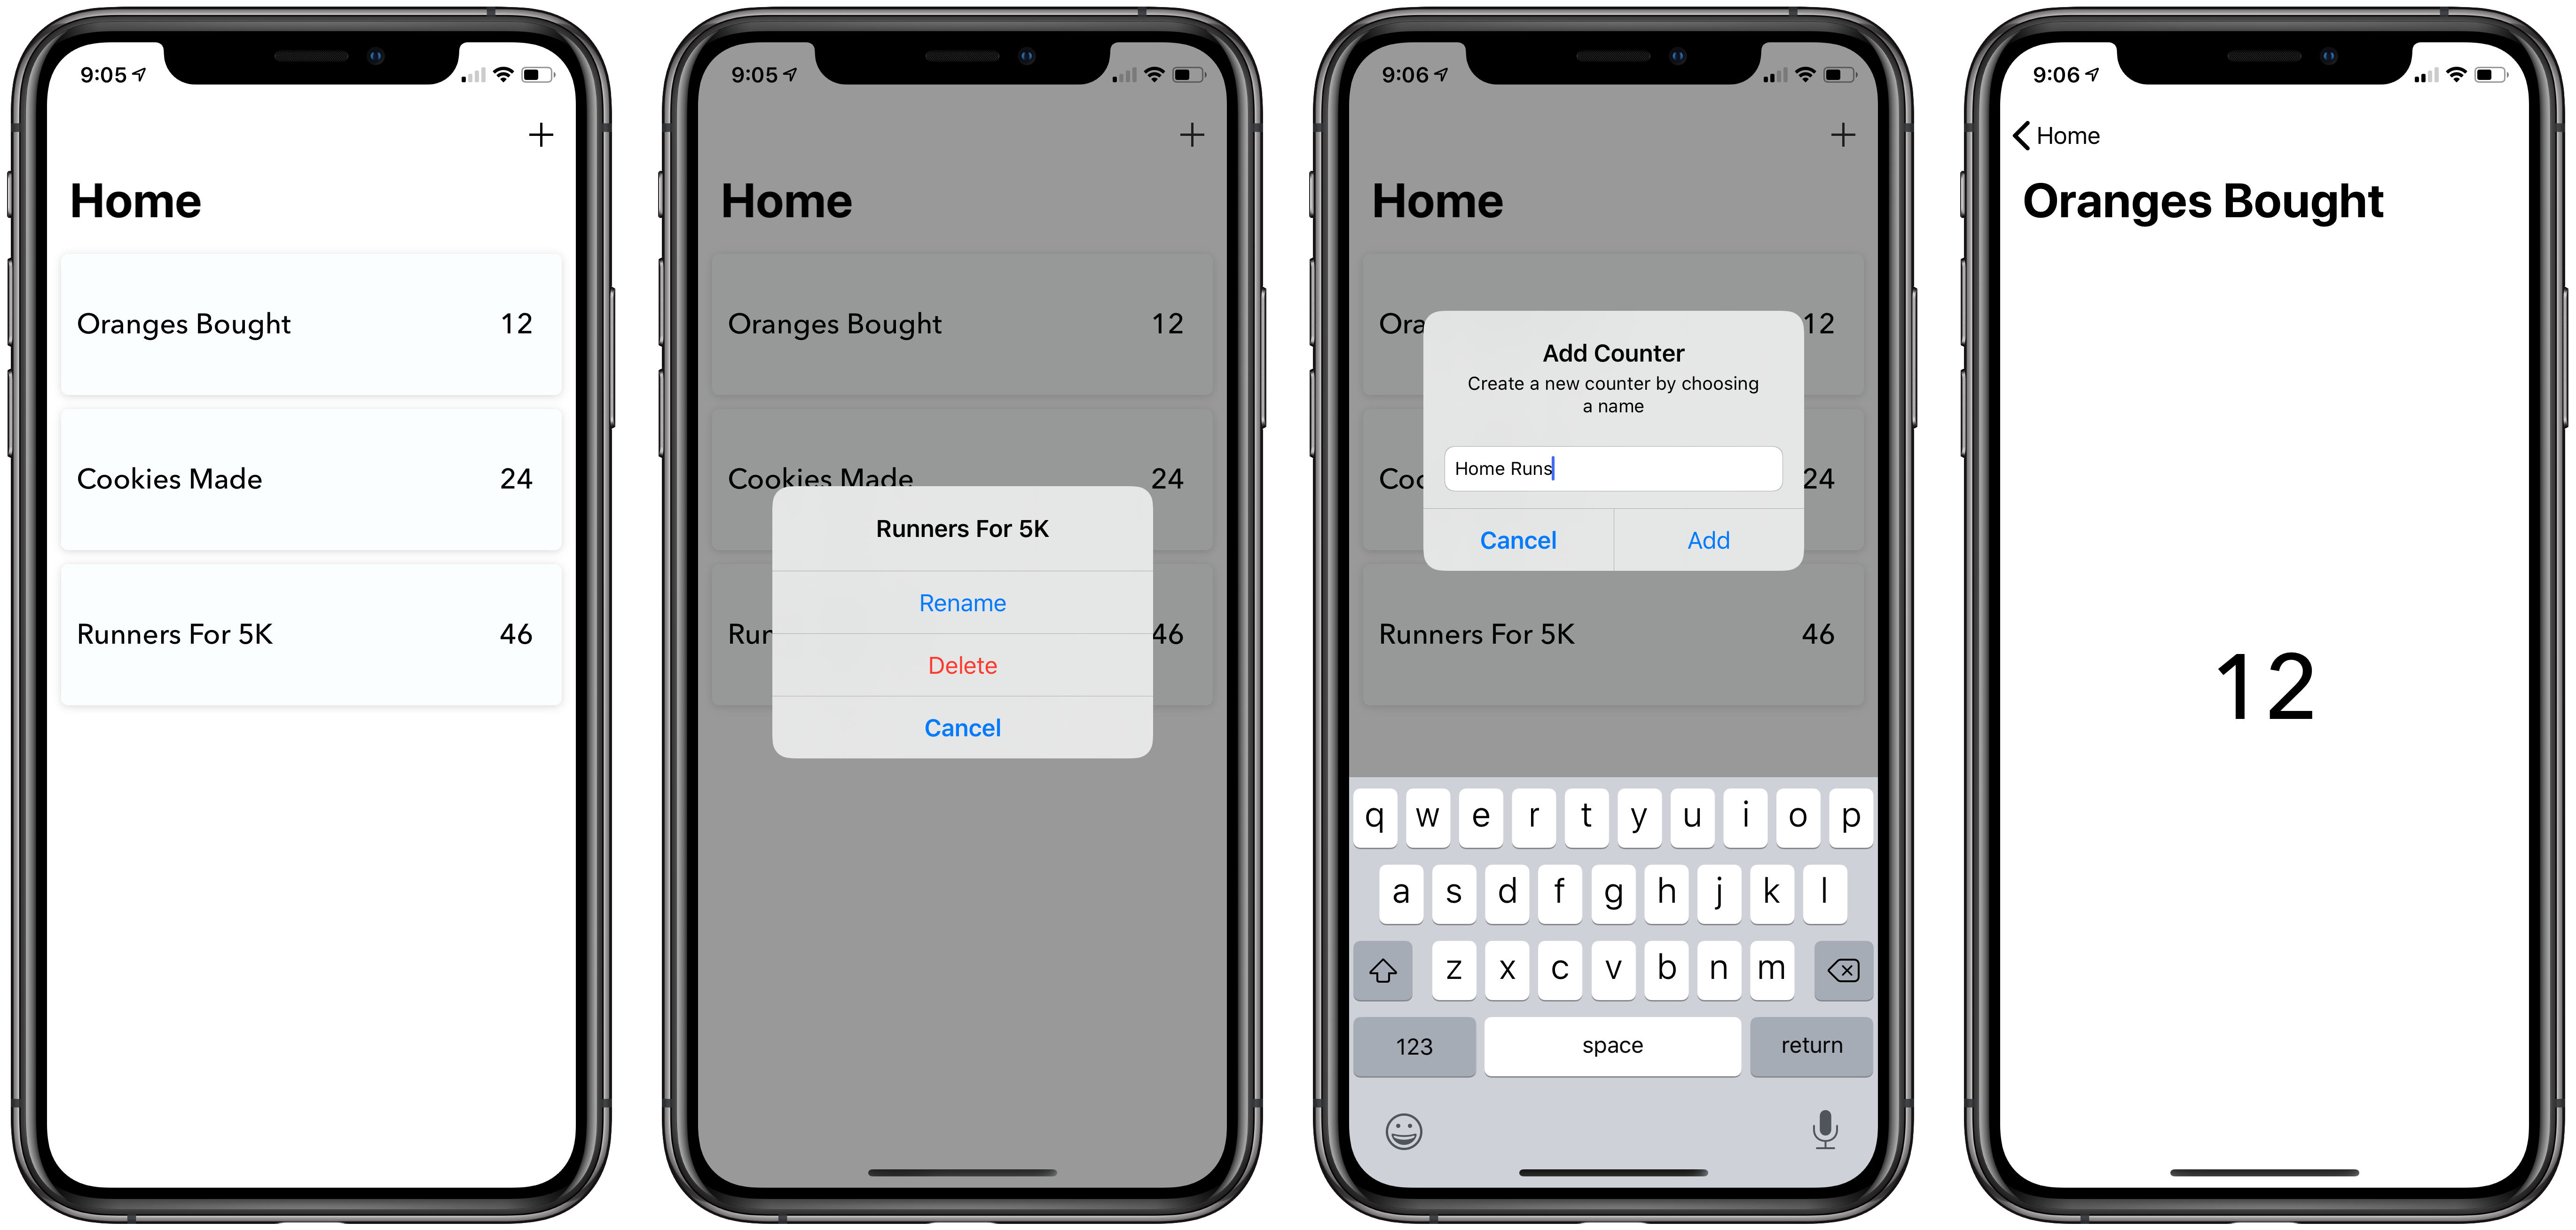 9:05
Home
Oranges Bought 12
Cookies Made 24
Runners For 5K 46
9:05
Home
Oranges Bought 12
Cookies Made 24
Runners For 5K
Rename
Run 46
Delete
Cancel
9:06
Home
Ora 12
Add Counter
Create a new counter by choosing
a name
Coo 24
Home Runs
Cancel Add
Runners For 5K 46
q w e r t y u i o p
a s d f g h j k l
z x c v b n m
123 space return
9:06
Home
Oranges Bought
12